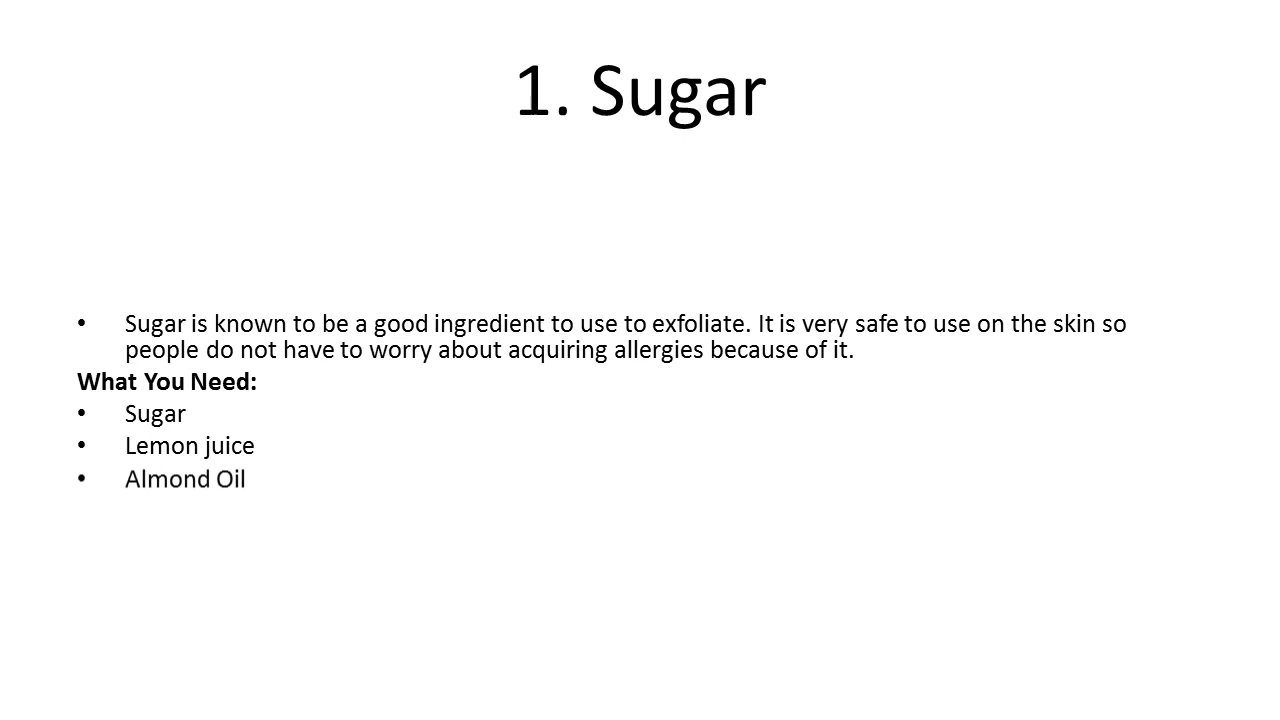 1. Sugar
• Sugar is known to be a good ingredient to use to exfoliate. It is very safe to use on the skin so
people do not have to worry about acquiring allergies because of it.
What You Need:
• Sugar
• Lemon juice
• Almond Oil